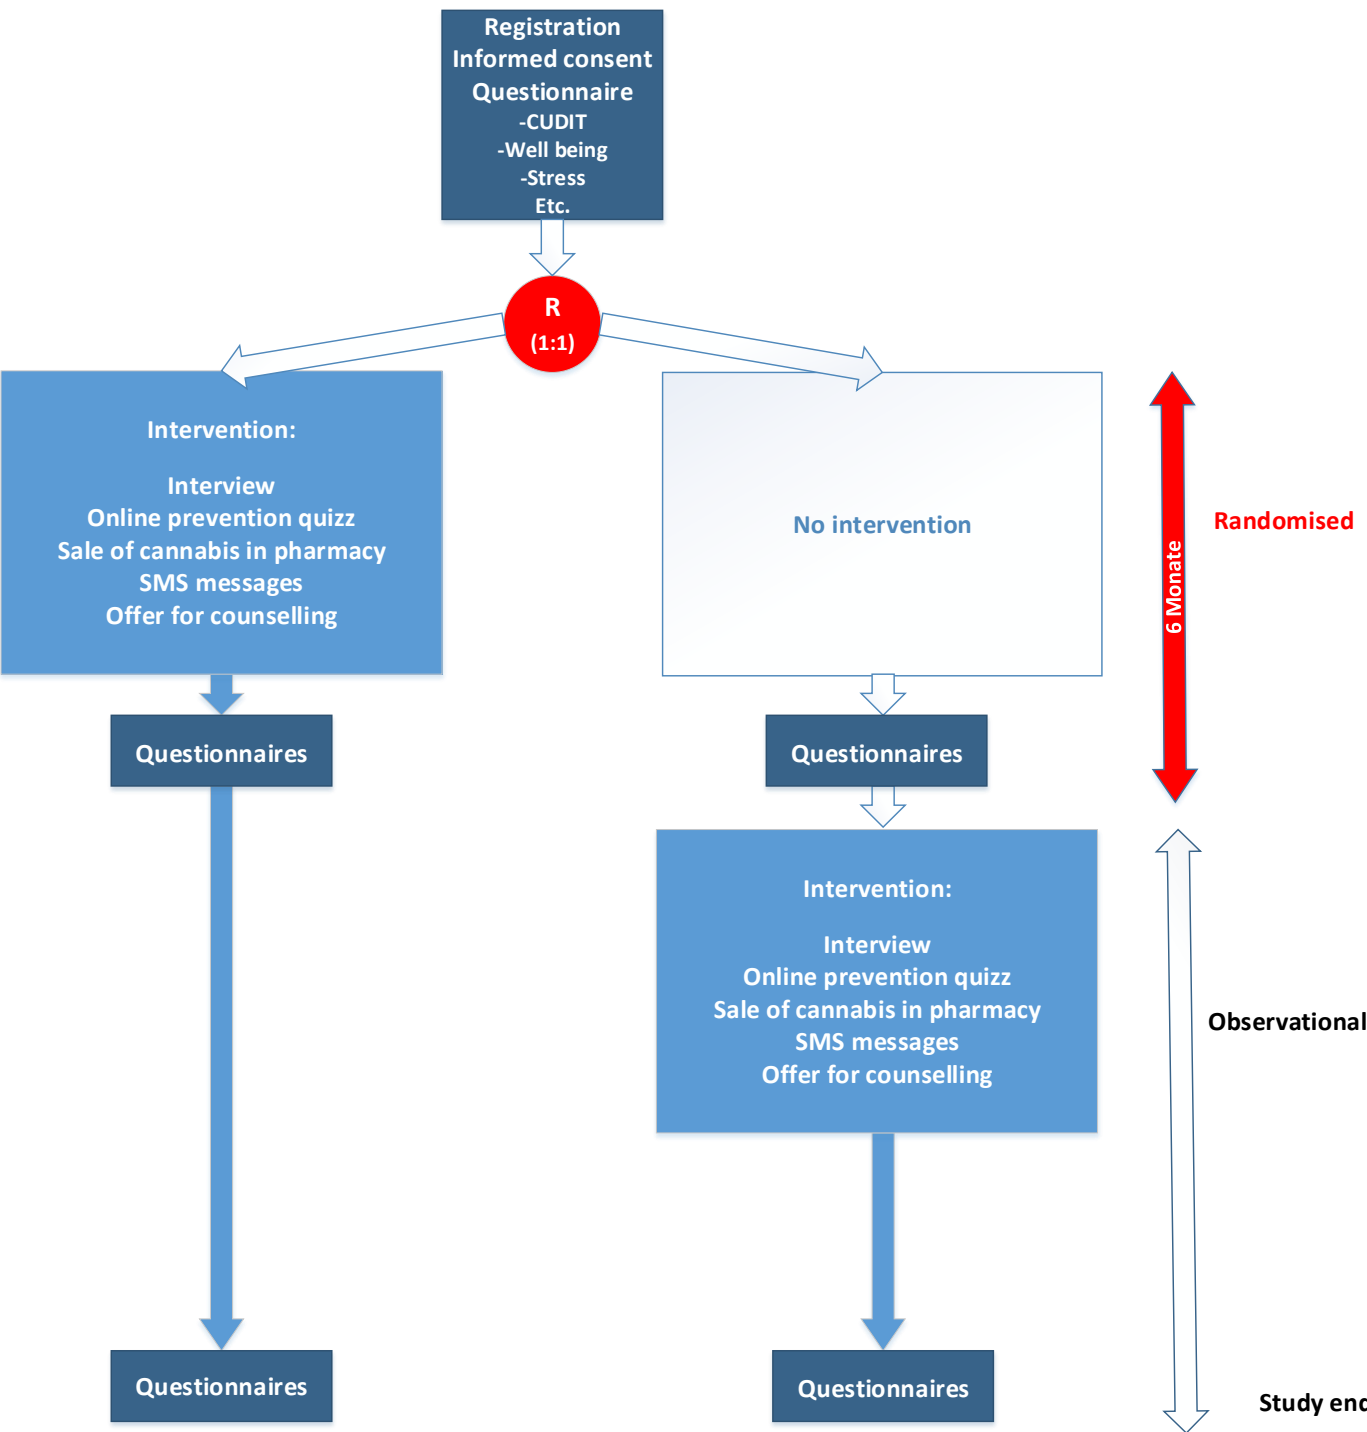 Registration
Informed consent
Questionnaire
-CUDIT
-Well being
-Stress
Etc.
R
(1:1)
Intervention:
Interview
Online prevention quizz
Sale of cannabis in pharmacy
SMS messages
Offer for counselling
No intervention
6 Monate
Randomised
Questionnaires
Questionnaires
Intervention:
Interview
Online prevention quizz
Sale of cannabis in pharmacy
SMS messages
Offer for counselling
Observational
Questionnaires
Questionnaires
Study end